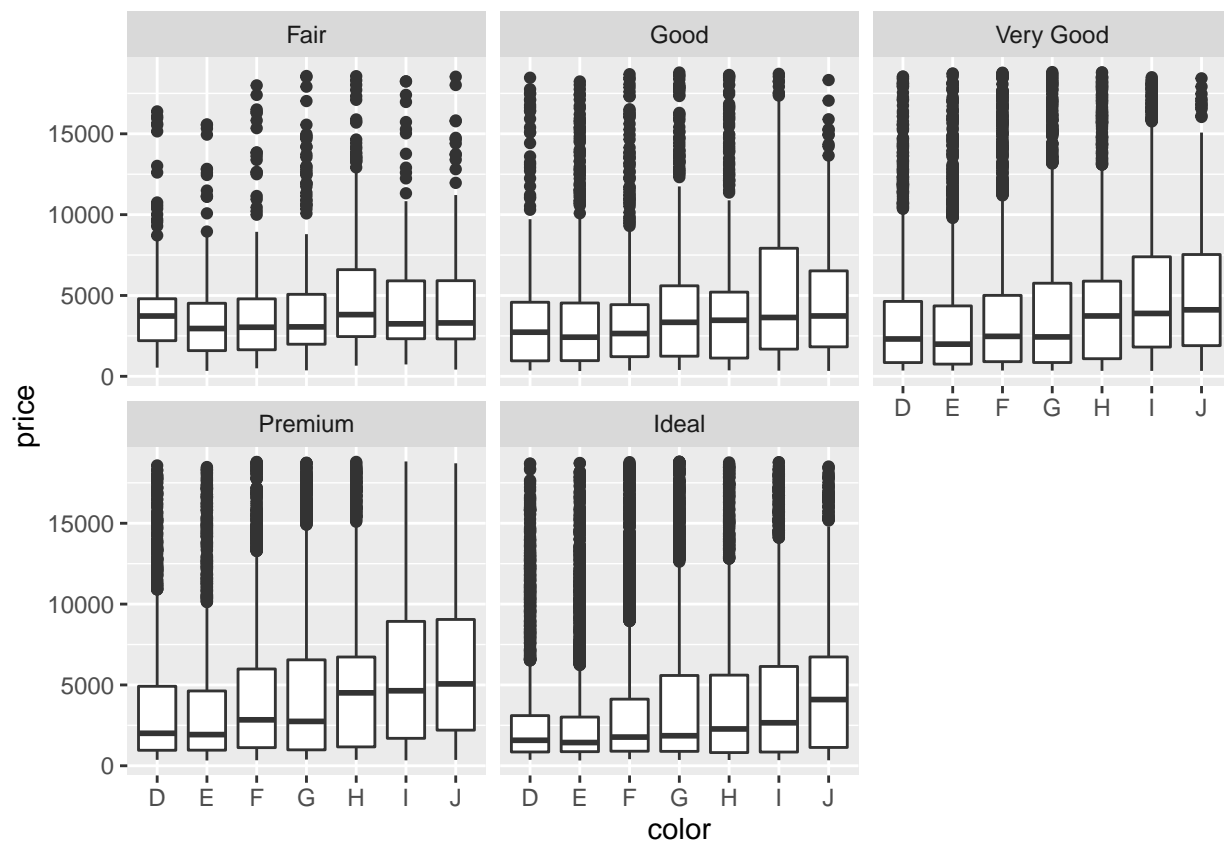 Fair Good Very Good
15000
10000
5000
0
D E F G H I J
Premium Ideal
price
15000
10000
5000
0
D E F G H I J D E F G H I J
color